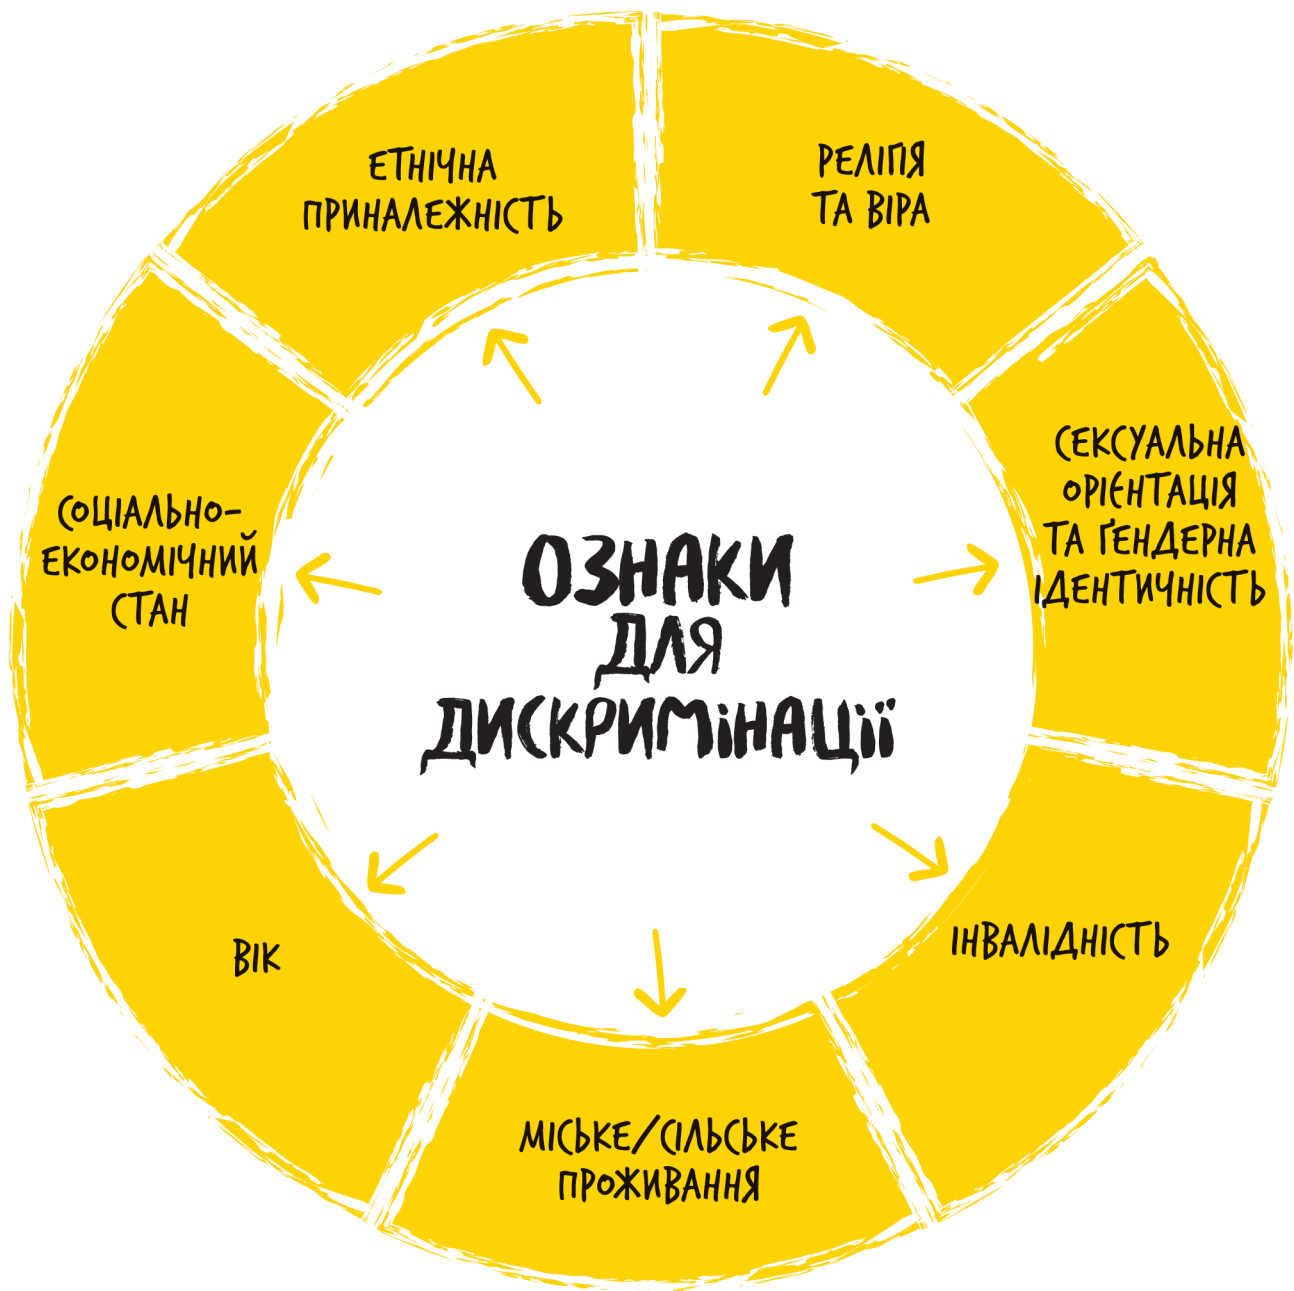 ЕТНІЧНА
ПРИНАЛЕЖНІСТЬ
РЕЛІГІЯ
ТА ВІРА
СЕКСУАЛЬНА
ОРІЄНТАЦІЯ
ТА ҐЕНДЕРНА
ІДЕНТИЧНІСТЬ
СОЦІАЛЬНО-
ЕКОНОМІЧНИЙ
СТАН
ОЗНАКИ
ДЛЯ
ДИСКРИМІНАЦІЇ
ІНВАЛІДНІСТЬ
ВІК
МІСЬКЕ/СІЛЬСЬКЕ
ПРОЖИВАННЯ